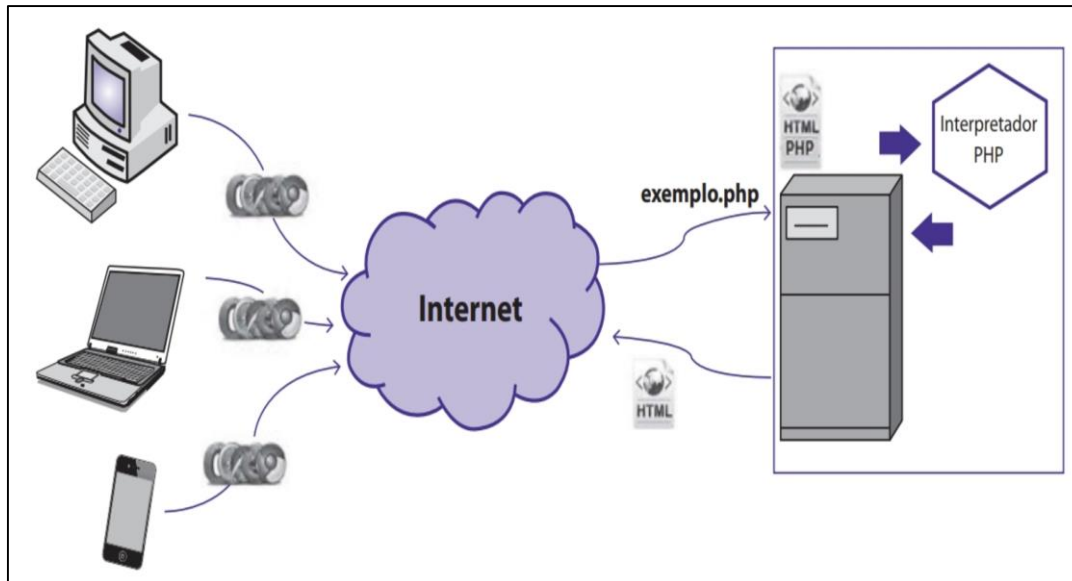 HTML
PHP
Interpretador
PHP
exemplo.php
Internet
HTML